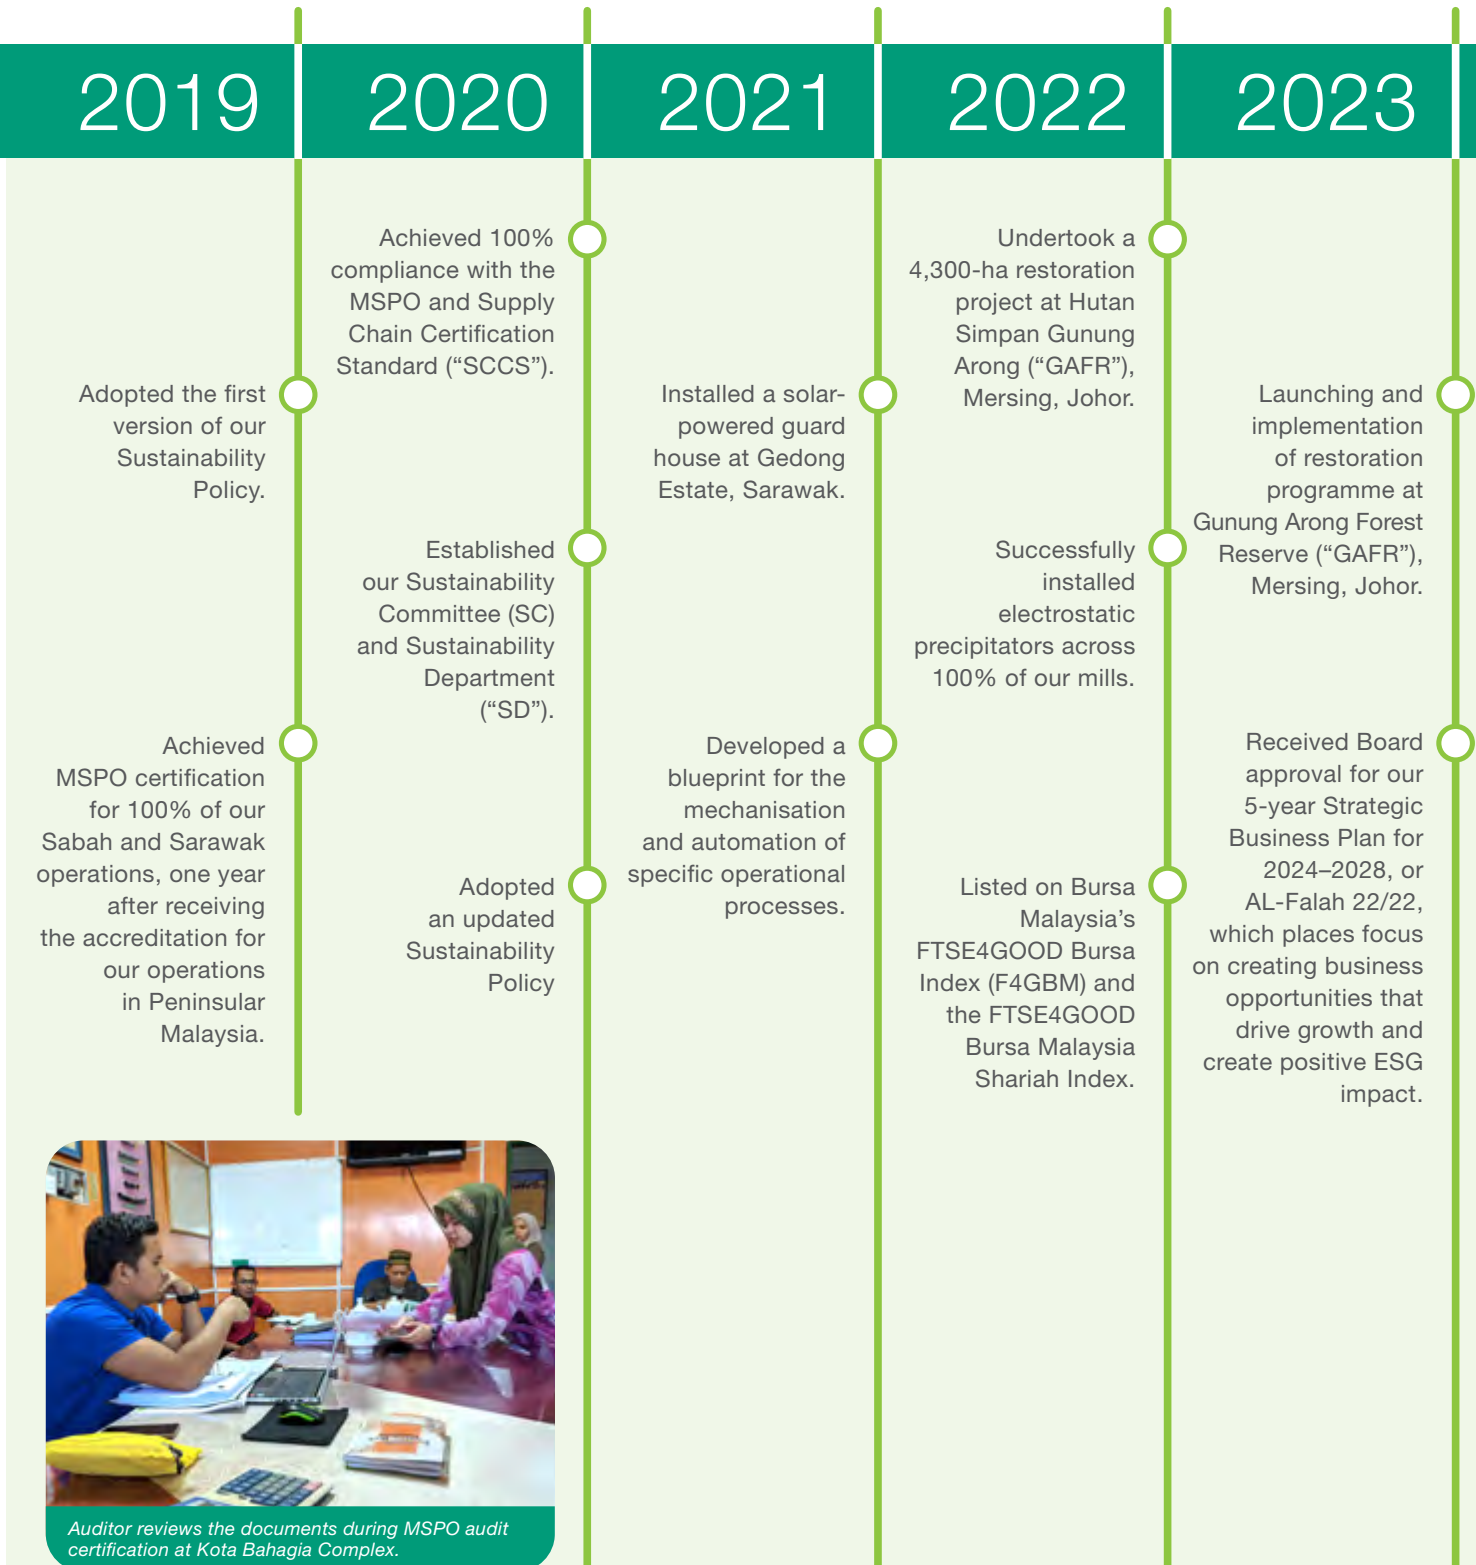 2019
2020
2021
2022
2023
Adopted the first
version of our
Sustainability
Policy.
Achieved
MSPO certification
for 100% of our
Sabah and Sarawak
operations, one year
after receiving
the accreditation for
our operations
in Peninsular
Malaysia.
Achieved 100%
compliance with the
MSPO and Supply
Chain Certification
Standard (“SCCS”).
Established
our Sustainability
Committee (SC)
and Sustainability
Department
(“SD”).
Adopted
an updated
Sustainability
Policy
Installed a solar-
powered guard
house at Gedong
Estate, Sarawak.
Developed a
blueprint for the
mechanisation
and automation of
specific operational
processes.
Undertook a
4,300-ha restoration
project at Hutan
Simpan Gunung
Arong (“GAFR”),
Mersing, Johor.
Successfully
installed
electrostatic
precipitators across
100% of our mills.
Listed on Bursa
Malaysia’s
FTSE4GOOD Bursa
Index (F4GBM) and
the FTSE4GOOD
Bursa Malaysia
Shariah Index.
Launching and
implementation
of restoration
programme at
Gunung Arong Forest
Reserve (“GAFR”),
Mersing, Johor.
Received Board
approval for our
5-year Strategic
Business Plan for
2024–2028, or
AL-Falah 22/22,
which places focus
on creating business
opportunities that
drive growth and
create positive ESG
impact.
Auditor reviews the documents during MSPO audit
certification at Kota Bahagia Complex.